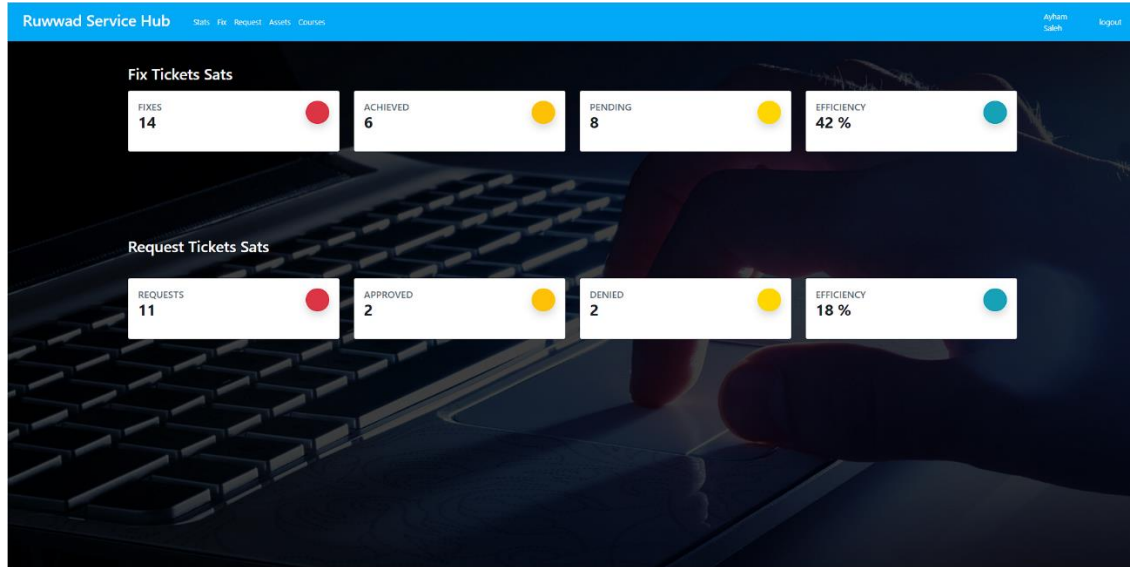 Ruwwad Service Hub Stats Fix Request Assets Courses Ayham Saleh logout
Fix Tickets Sats
FIXES ACHIEVED PENDING EFFICIENCY
14 6 8 42 %
Request Tickets Sats
REQUESTS APPROVED DENIED EFFICIENCY
11 2 2 18 %